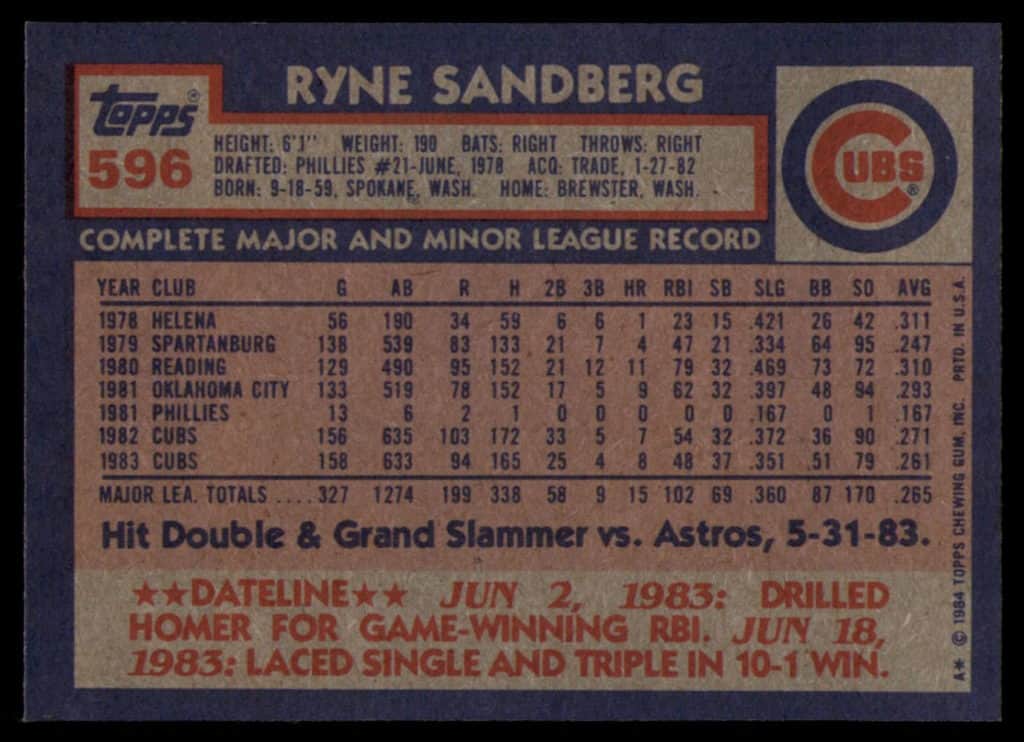 RYNE SANDBERG
TOPPS®
596
HEIGHT: 6'1" WEIGHT: 190 BATS: RIGHT THROWS: RIGHT
DRAFTED: PHILLIES #21-JUNE, 1978 ACQ: TRADE, 1-27-82
BORN: 9-18-59, SPOKANE, WASH. HOME: BREWSTER, WASH.
CUBS®
COMPLETE MAJOR AND MINOR LEAGUE RECORD
YEAR CLUB G AB R H 2B 3B HR RBI SB SLG BB SO AVG
1978 HELENA 56 190 34 59 6 6 1 23 15 .421 26 42 .311
1979 SPARTANBURG 138 539 83 133 21 7 4 47 21 .334 64 95 .247
1980 READING 129 490 95 152 21 12 11 79 32 .469 73 72 .310
1981 OKLAHOMA CITY 133 519 78 152 17 5 9 62 32 .397 48 94 .293
1981 PHILLIES 13 6 2 1 0 0 0 0 0 .167 0 1 .167
1982 CUBS 156 635 103 172 33 5 7 54 32 .372 36 90 .271
1983 CUBS 158 633 94 165 25 4 8 48 37 .351 51 79 .261
MAJOR LEA. TOTALS ....327 1274 199 338 58 9 15 102 69 .360 87 170 .265
Hit Double & Grand Slammer vs. Astros, 5-31-83.
★★DATELINE★★ JUN 2, 1983: DRILLED
HOMER FOR GAME-WINNING RBI. JUN 18,
1983: LACED SINGLE AND TRIPLE IN 10-1 WIN.
A* © 1984 TOPPS CHEWING GUM, INC. PRTD. IN U.S.A.